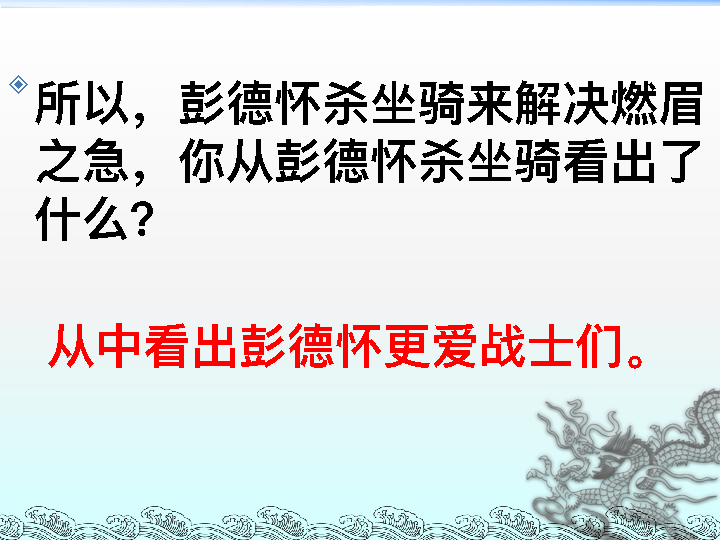 所以，彭德怀杀坐骑来解决燃眉
之急，你从彭德怀杀坐骑看出了
什么?
从中看出彭德怀更爱战士们。